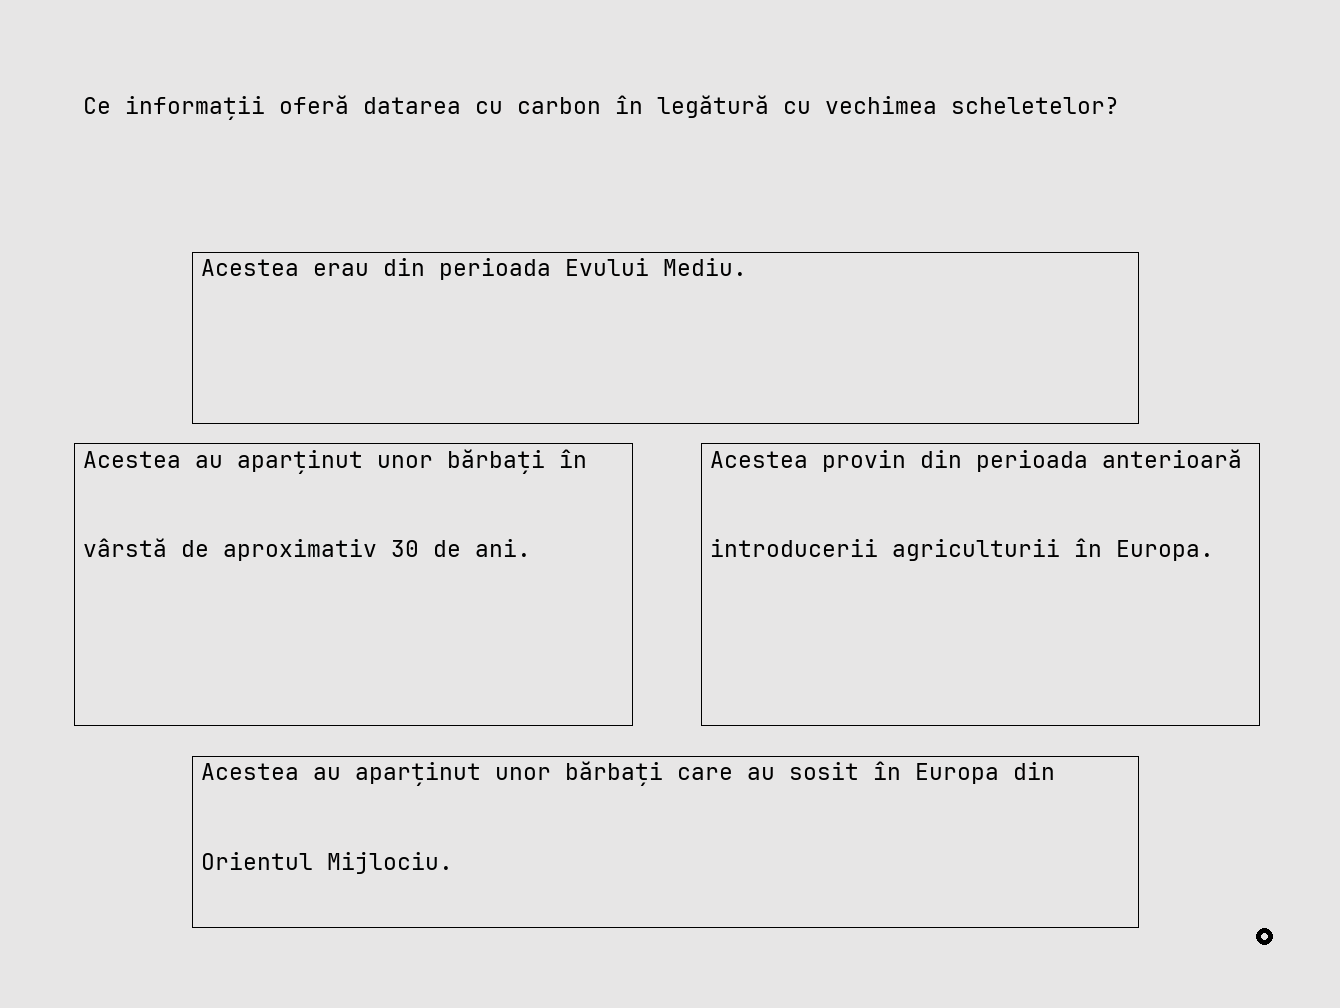 Ce informații oferă datarea cu carbon în legătură cu vechimea scheletelor?
Acestea erau din perioada Evului Mediu.
Acestea au aparținut unor bărbați în
vârstă de aproximativ 30 de ani.
Acestea provin din perioada anterioară
introducerii agriculturii în Europa.
Acestea au aparținut unor bărbați care au sosit în Europa din
Orientul Mijlociu.